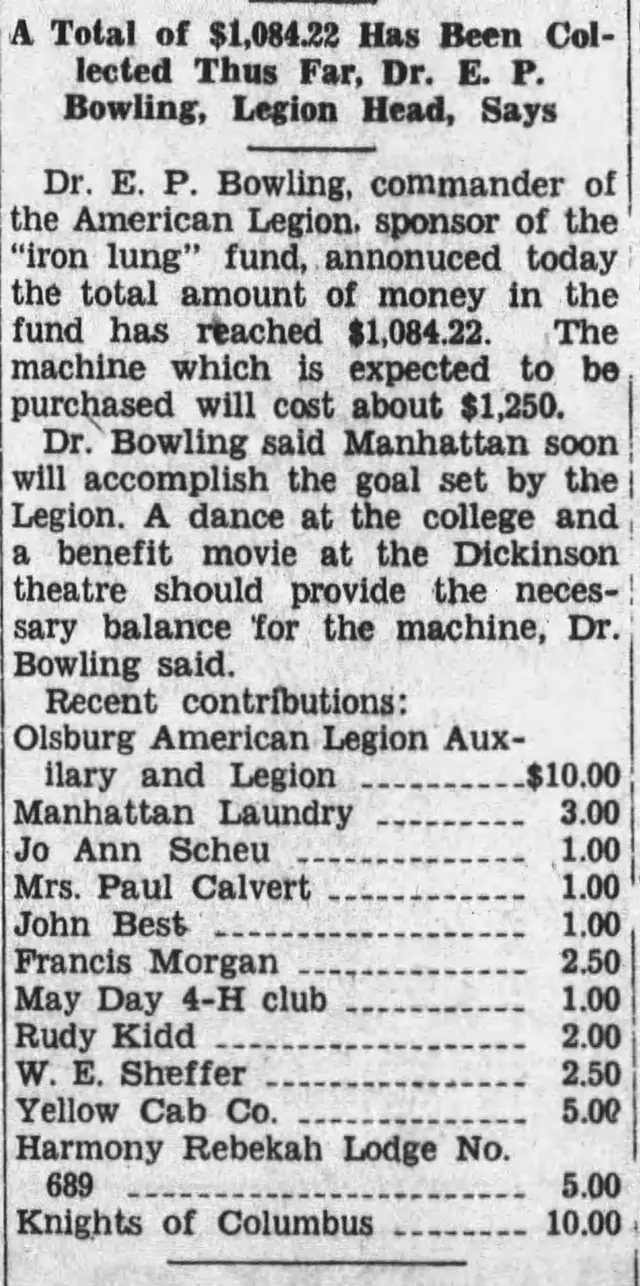 A Total of $1,084.22 Has Been Col-
lected Thus Far, Dr. E. P.
Bowling, Legion Head, Says
Dr. E. P. Bowling, commander of
the American Legion, sponsor of the
“iron lung” fund, annonuced today
the total amount of money in the
fund has reached $1,084.22. The
machine which is expected to be
purchased will cost about $1,250.
Dr. Bowling said Manhattan soon
will accomplish the goal set by the
Legion. A dance at the college and
a benefit movie at the Dickinson
theatre should provide the neces-
sary balance for the machine, Dr.
Bowling said.
Recent contributions:
Olsburg American Legion Aux-
ilary and Legion ----------$10.00
Manhattan Laundry --------- 3.00
Jo Ann Scheu -------------- 1.00
Mrs. Paul Calvert ------------ 1.00
John Best ------------------- 1.00
Francis Morgan -------------- 2.50
May Day 4-H club ----------- 1.00
Rudy Kidd ------------------- 2.00
W. E. Sheffer ---------------- 2.50
Yellow Cab Co. -------------- 5.00
Harmony Rebekah Lodge No.
689 ------------------------ 5.00
Knights of Columbus -------- 10.00